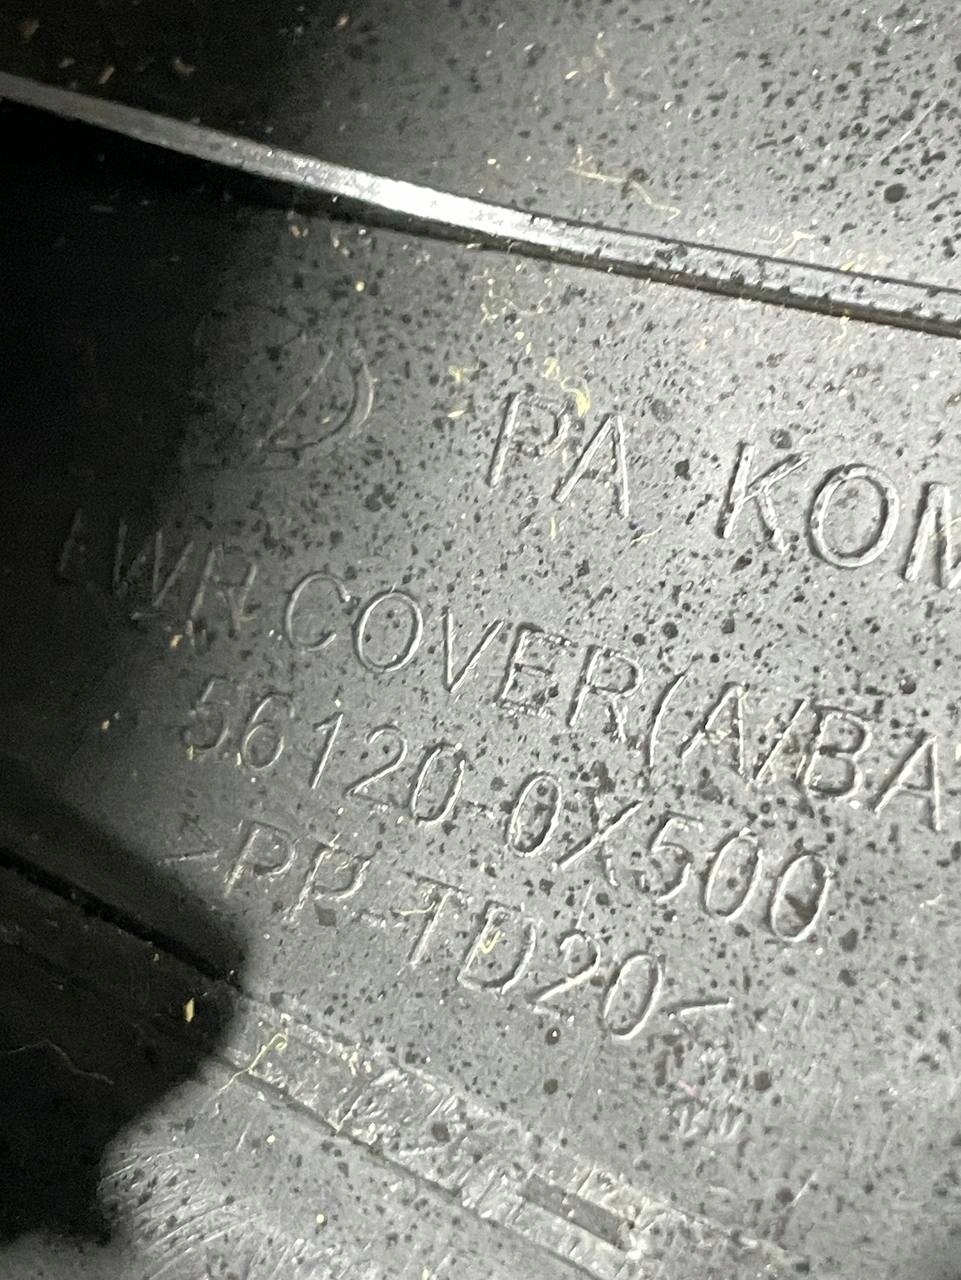 PA KOM
LWR COVER(A/BA
56120-0X500
>PP-TD20<